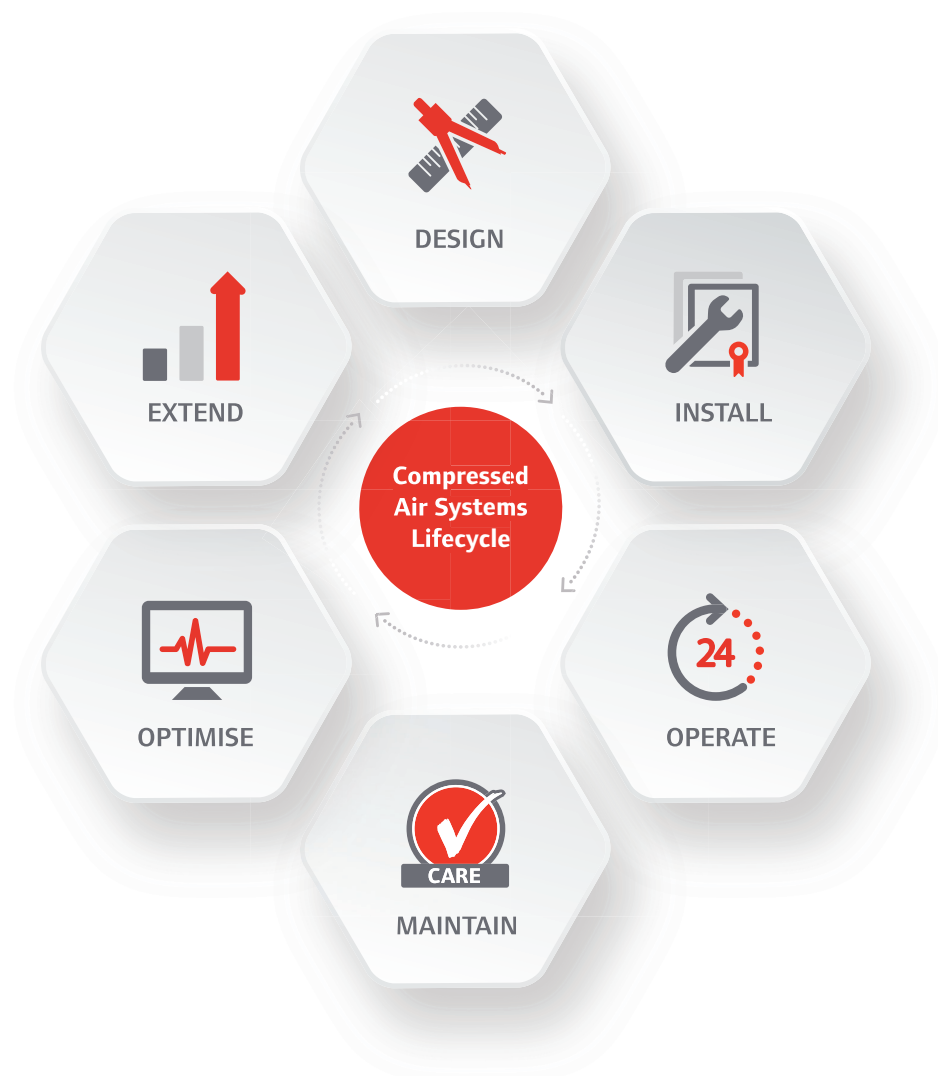 DESIGN
EXTEND
INSTALL
Compressed
Air Systems
Lifecycle
24
OPTIMISE
OPERATE
CARE
MAINTAIN